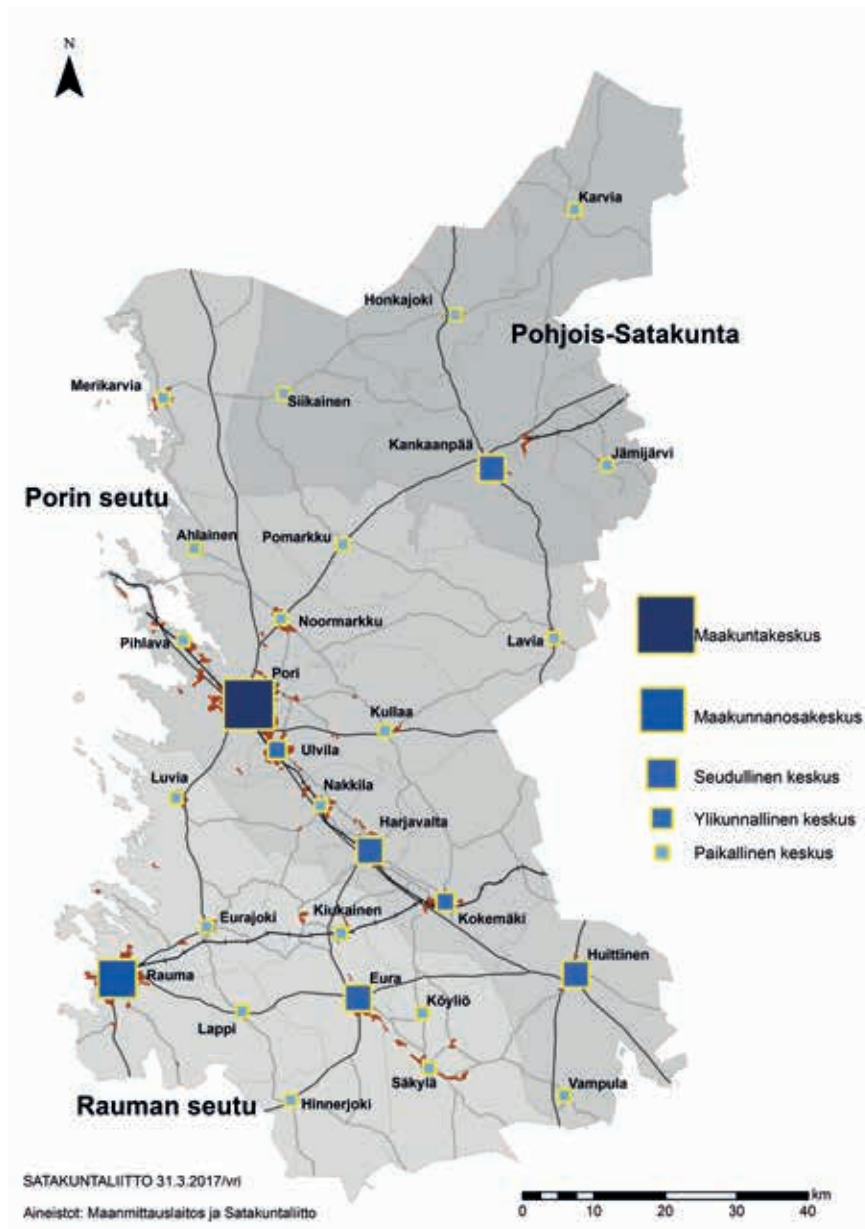 N
Karvia
Honkajoki
Pohjois-Satakunta
Merikarvia
Siikainen
Kankaanpää
Jämijärvi
Porin seutu
Ahlainen
Pomarkku
Noormarkku
Lavia
Pihlava
Maakuntakeskus
Pori
Kullaa
Maakunnanosakeskus
Ulvila
Seudullinen keskus
Luvia
Nakkila
Harjavalta
Ylikunnallinen keskus
Paikallinen keskus
Eurajoki
Kiukainen
Kokemäki
Huittinen
Rauma
Eura
Köyliö
Lappi
Säkylä
Vampula
Rauman seutu
Hinnerjoki
SATAKUNTALIITTO 31.3.2017/vri
Aineistot: Maanmittauslaitos ja Satakuntaliitto
km
0 5 10 20 30 40